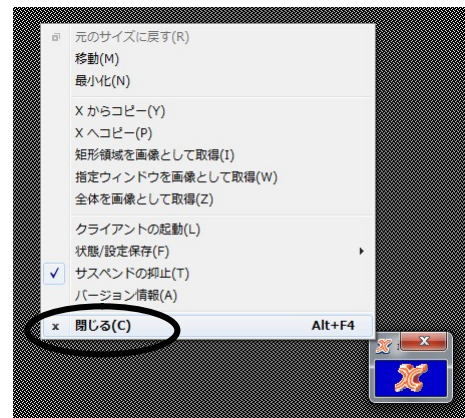 元のサイズに戻す(R)
移動(M)
最小化(N)
X からコピー(Y)
X へコピー(P)
矩形領域を画像として取得(I)
指定ウィンドウを画像として取得(W)
全体を画像として取得(Z)
クライアントの起動(L)
状態/設定保存(F)
サスペンドの抑止(T)
バージョン情報(A)
x 閉じる(C) Alt+F4